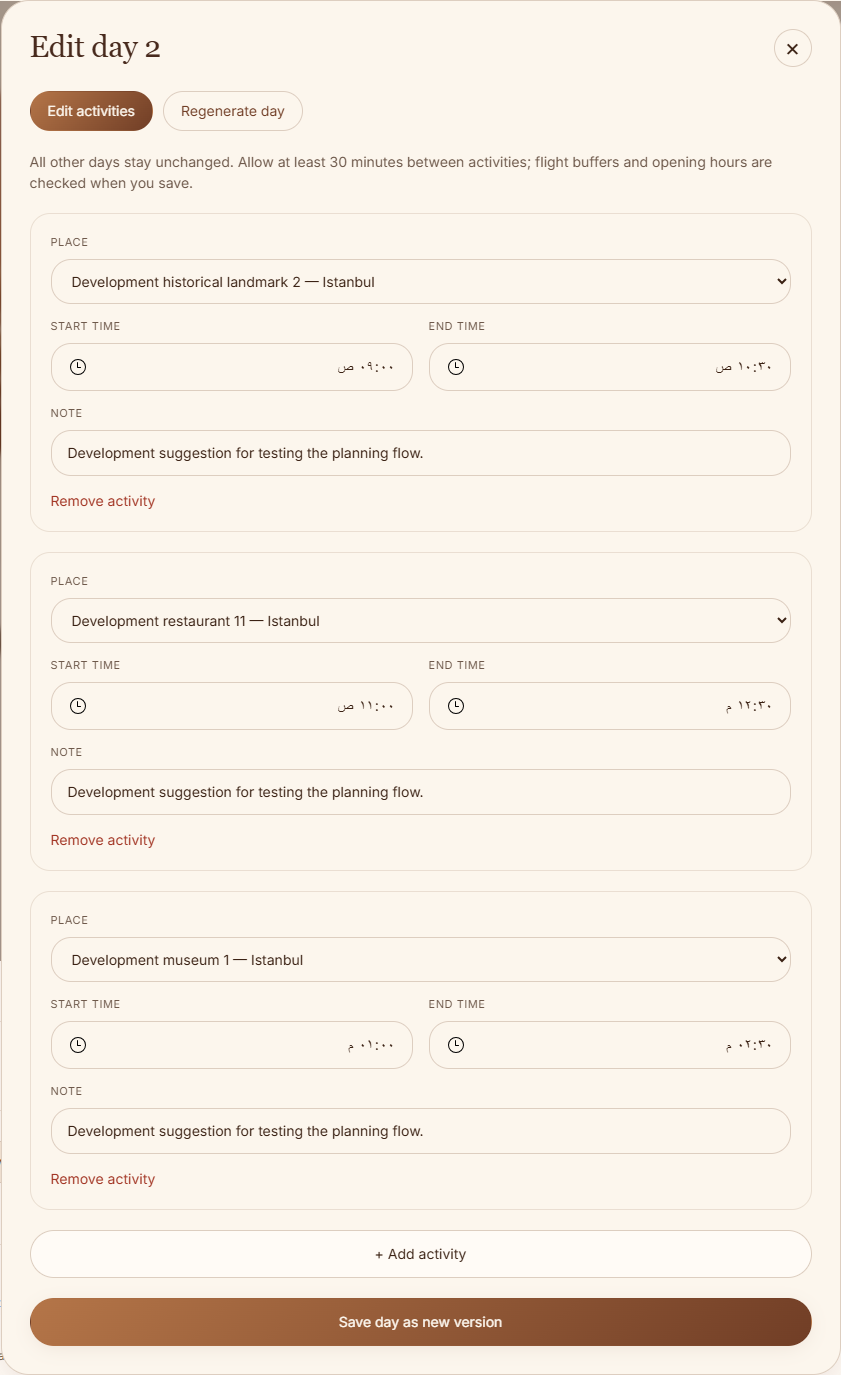 Edit day 2
Edit activities
Regenerate day
All other days stay unchanged. Allow at least 30 minutes between activities; flight buffers and opening hours are
checked when you save.
PLACE
Development historical landmark 2 — Istanbul
START TIME
END TIME
٠٩:٠٠ ص
١٠:٣٠ ص
NOTE
Development suggestion for testing the planning flow.
Remove activity
PLACE
Development restaurant 11 — Istanbul
START TIME
END TIME
١١:٠٠ ص
١٢:٣٠ م
NOTE
Development suggestion for testing the planning flow.
Remove activity
PLACE
Development museum 1 — Istanbul
START TIME
END TIME
٠١:٠٠ م
٠٢:٣٠ م
NOTE
Development suggestion for testing the planning flow.
Remove activity
+ Add activity
Save day as new version